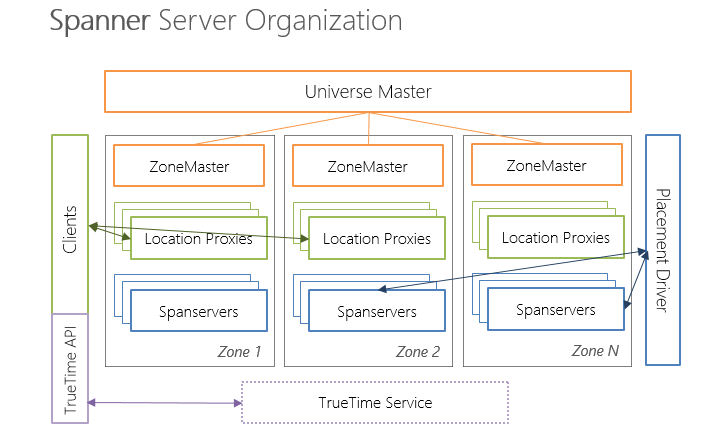 Spanner Server Organization
Universe Master
Clients
TrueTime API
ZoneMaster
Location Proxies
Spanservers
Zone 1
ZoneMaster
Location Proxies
Spanservers
Zone 2
ZoneMaster
Location Proxies
Spanservers
Zone N
Placement Driver
TrueTime Service